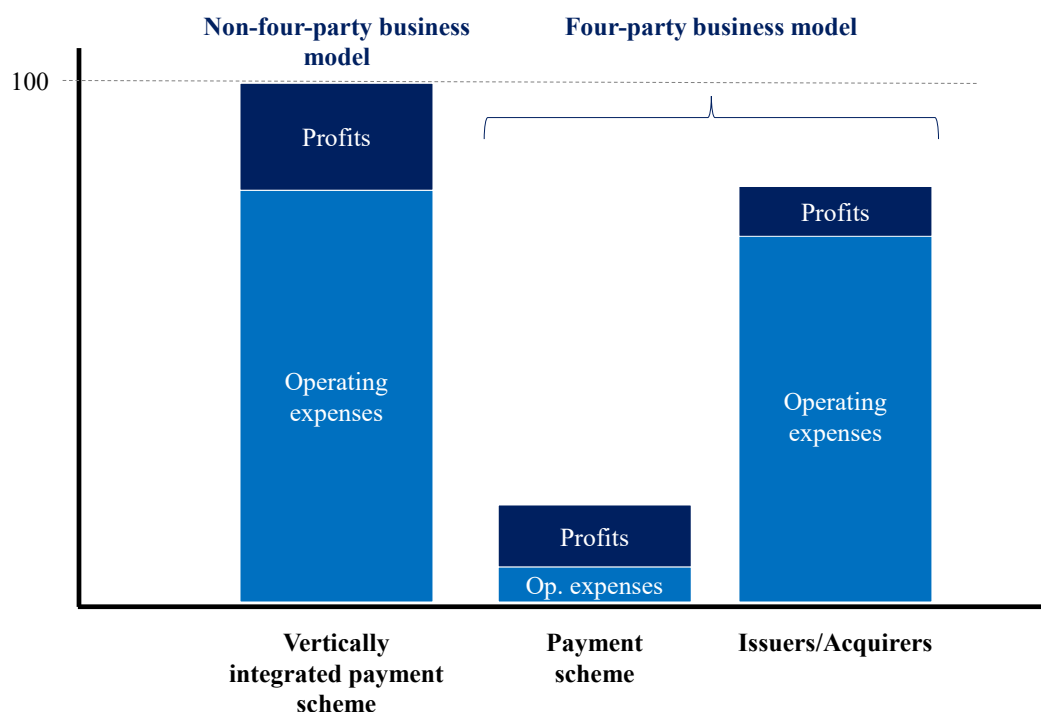 Non-four-party business
model
Four-party business model
100
Profits
Operating
expenses
Profits
Op. expenses
Profits
Operating
expenses
Vertically
integrated payment
scheme
Payment
scheme
Issuers/Acquirers